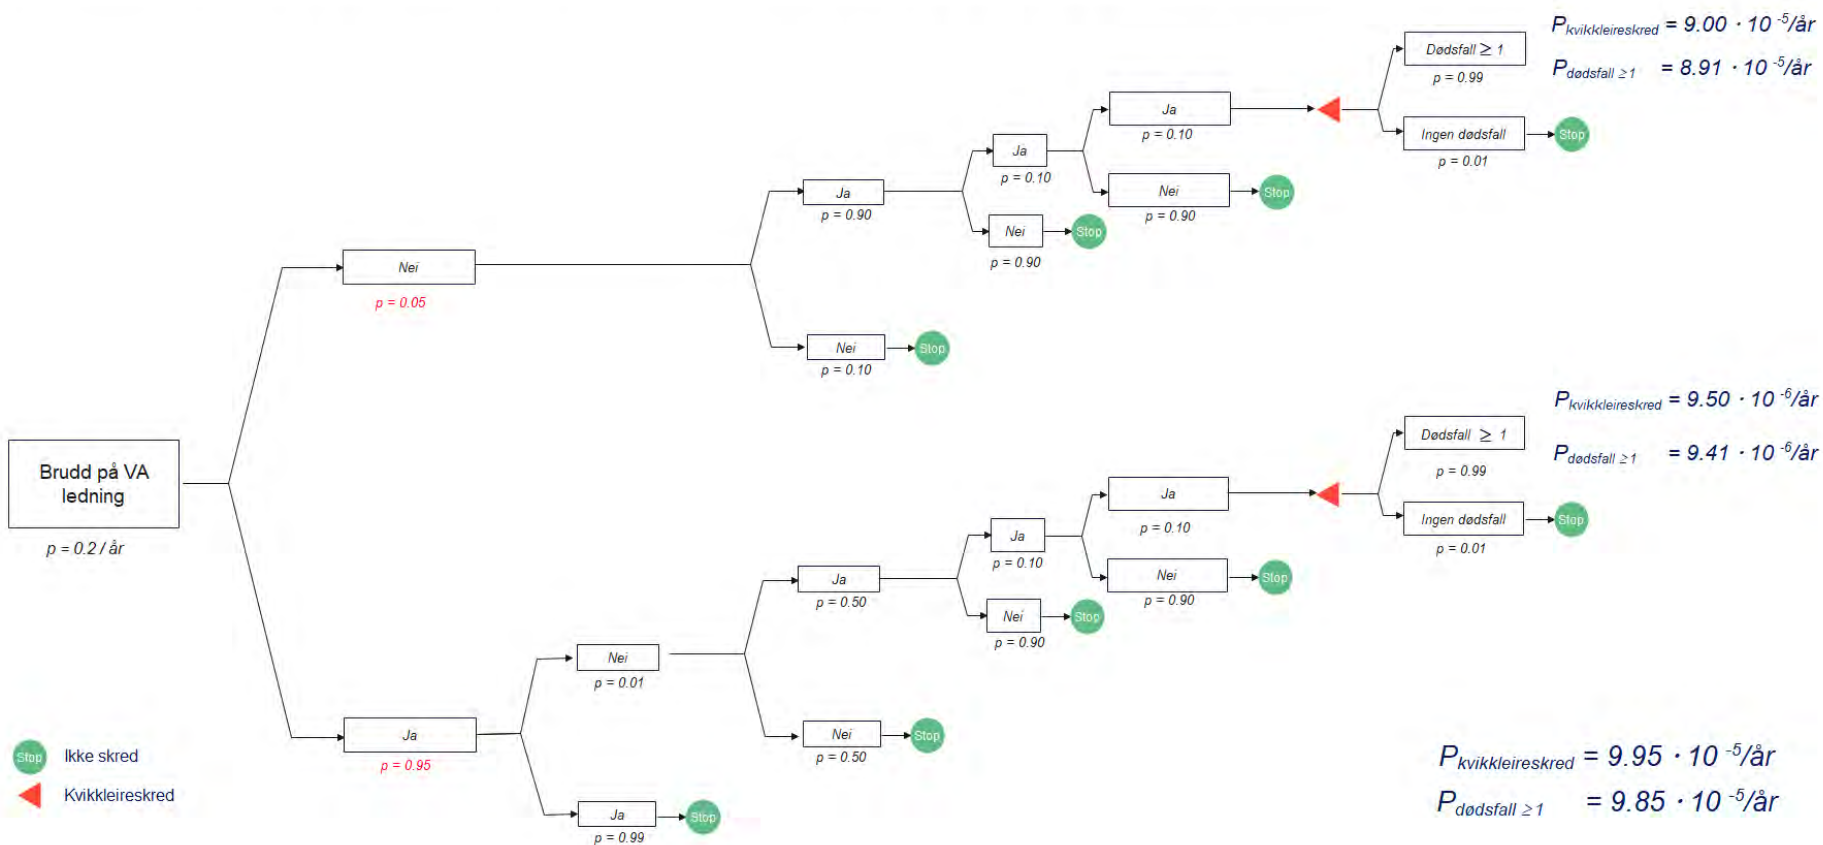 P kvikkleireskred = 9.00 · 10 -5/år
P dødsfall ≥ 1 = 8.91 · 10 -5/år
Dødsfall ≥ 1
p = 0.99
Ingen dødsfall
Stop
p = 0.01
Ja
p = 0.10
Nei
Stop
p = 0.90
Ja
p = 0.10
Nei
Stop
p = 0.90
Ja
p = 0.90
Nei
Stop
p = 0.10
Nei
p = 0.05
Brudd på VA
ledning
p = 0.2 / år
P kvikkleireskred = 9.50 · 10 -6/år
P dødsfall ≥ 1 = 9.41 · 10 -6/år
Dødsfall ≥ 1
p = 0.99
Ingen dødsfall
Stop
p = 0.01
Ja
p = 0.10
Nei
Stop
p = 0.90
Ja
p = 0.10
Nei
Stop
p = 0.90
Ja
p = 0.50
Nei
Stop
p = 0.50
Nei
p = 0.01
Ja
Stop
p = 0.99
Ja
p = 0.95
Stop Ikke skred
Kvikkleireskred
P kvikkleireskred = 9.95 · 10 -5/år
P dødsfall ≥ 1 = 9.85 · 10 -5/år